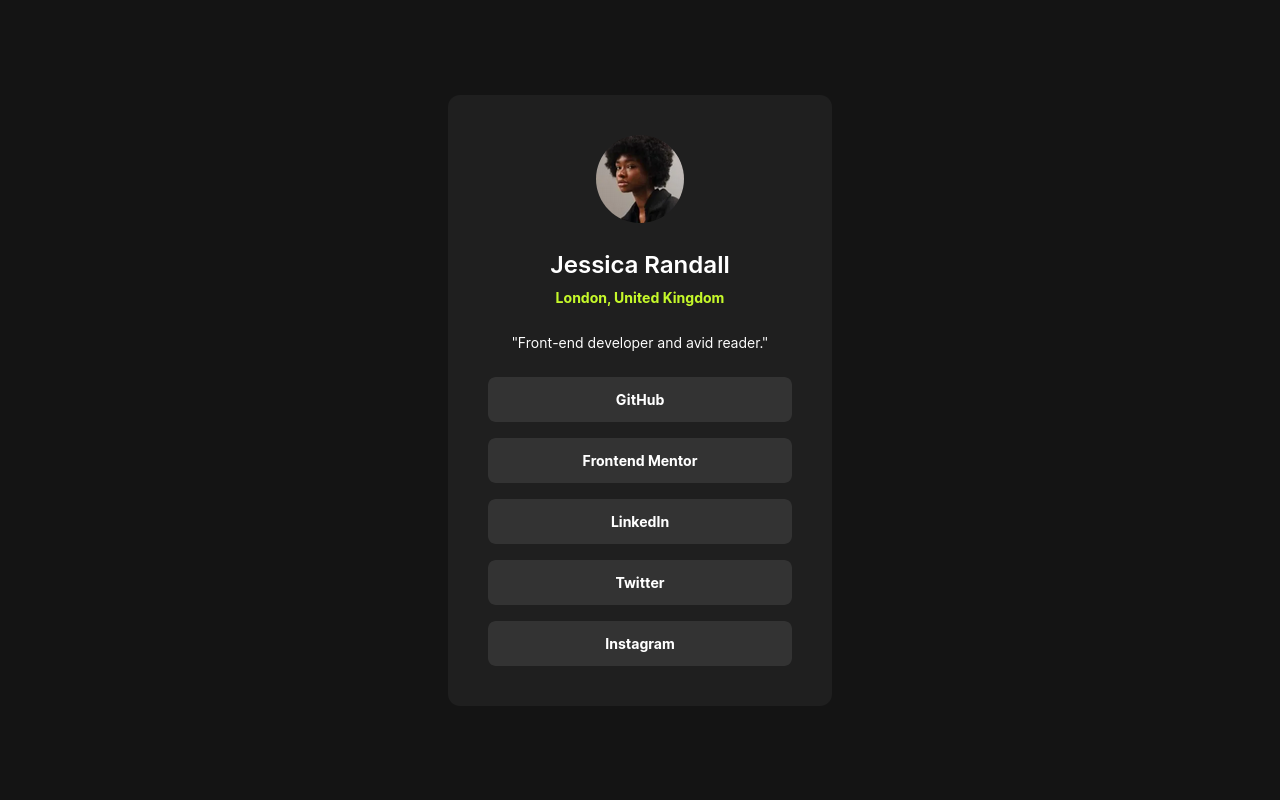 Jessica Randall
London, United Kingdom
"Front-end developer and avid reader."
GitHub
Frontend Mentor
LinkedIn
Twitter
Instagram